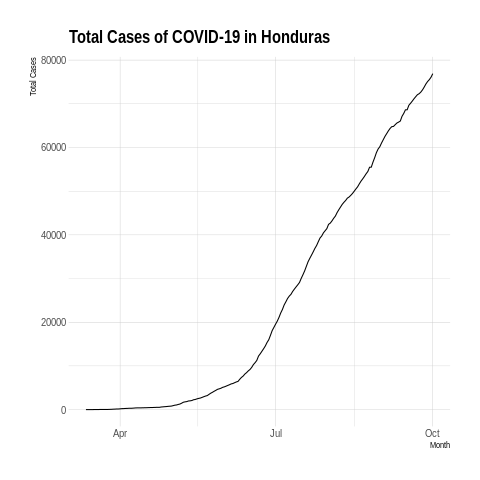 Total Cases of COVID-19 in Honduras
Total Cases
80000
60000
40000
20000
0
Apr
Jul
Oct
Month